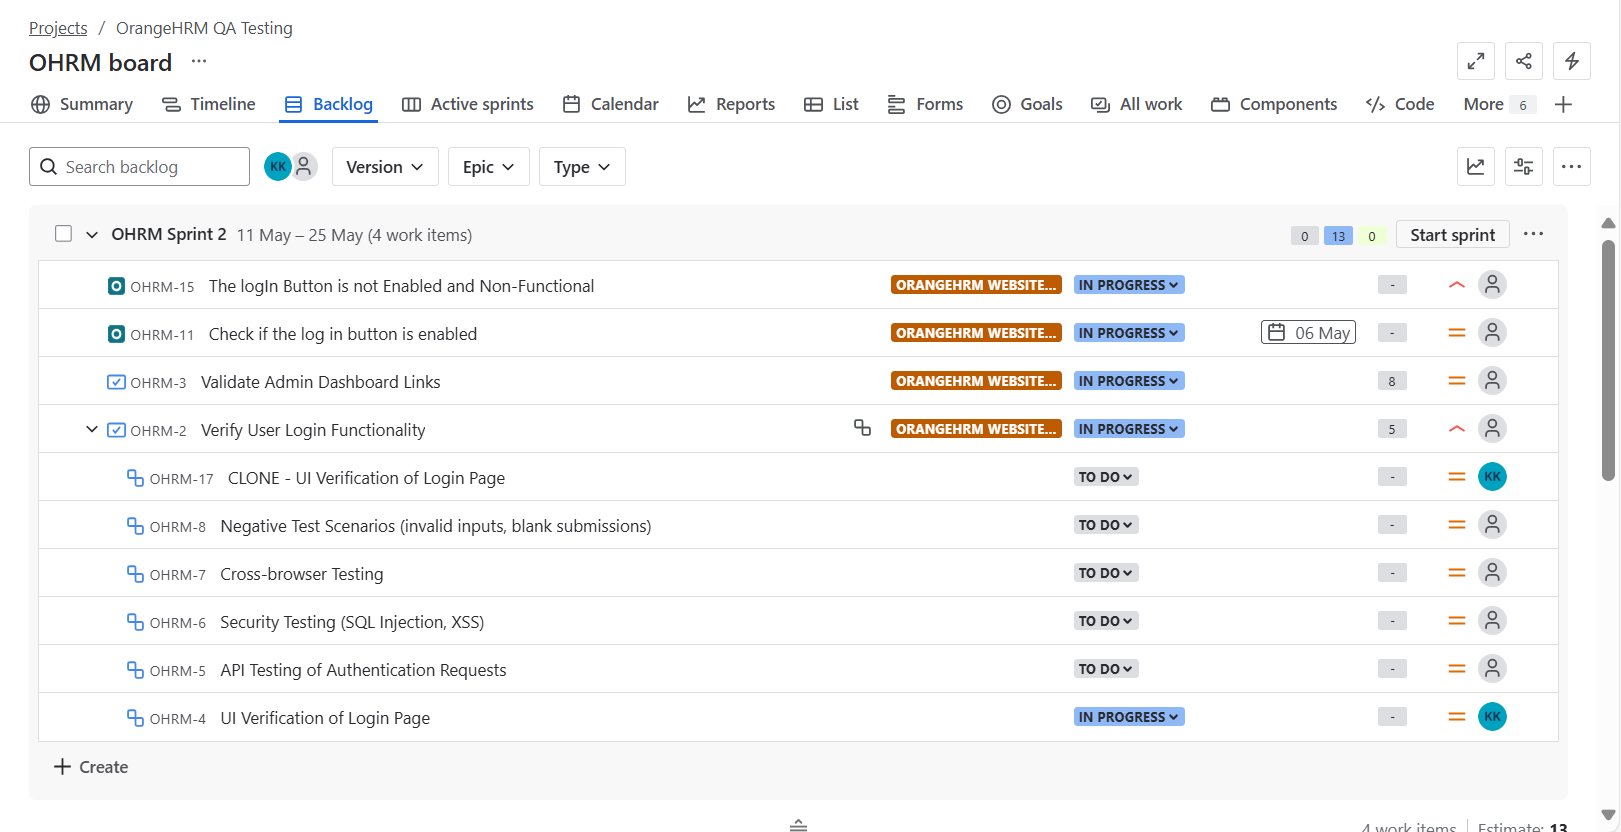 Projects / OrangeHRM QA Testing
OHRM board ...
Summary Timeline Backlog Active sprints Calendar Reports List Forms Goals All work Components Code More 6
Search backlog KK Version Epic Type
OHRM Sprint 2 11 May – 25 May (4 work items) 0 13 0 Start sprint
OHRM-15 The logIn Button is not Enabled and Non-Functional ORANGEHRM WEBSITE... IN PROGRESS -
OHRM-11 Check if the log in button is enabled ORANGEHRM WEBSITE... IN PROGRESS 06 May -
OHRM-3 Validate Admin Dashboard Links ORANGEHRM WEBSITE... IN PROGRESS 8
OHRM-2 Verify User Login Functionality ORANGEHRM WEBSITE... IN PROGRESS 5
OHRM-17 CLONE - UI Verification of Login Page TO DO - KK
OHRM-8 Negative Test Scenarios (invalid inputs, blank submissions) TO DO -
OHRM-7 Cross-browser Testing TO DO -
OHRM-6 Security Testing (SQL Injection, XSS) TO DO -
OHRM-5 API Testing of Authentication Requests TO DO -
OHRM-4 UI Verification of Login Page IN PROGRESS - KK
+ Create
4 work items Estimate: 13